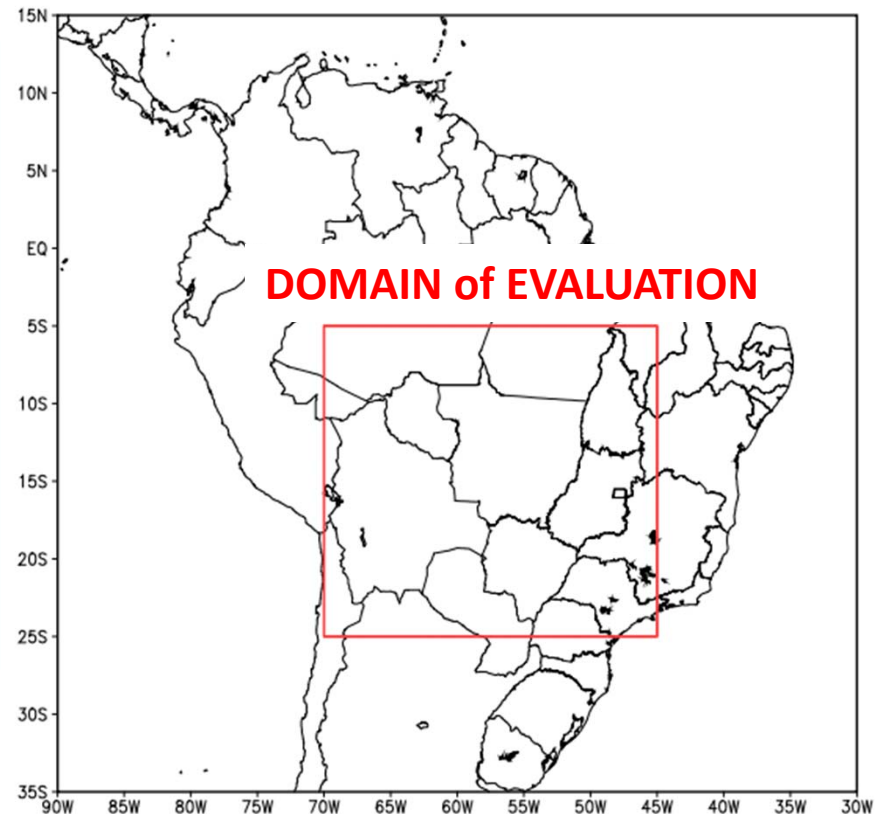 15N
10N
5N
EQ
DOMAIN of EVALUATION
5S
10S
15S
20S
25S
30S
35S
90W 85W 80W 75W 70W 65W 60W 55W 50W 45W 40W 35W 30W